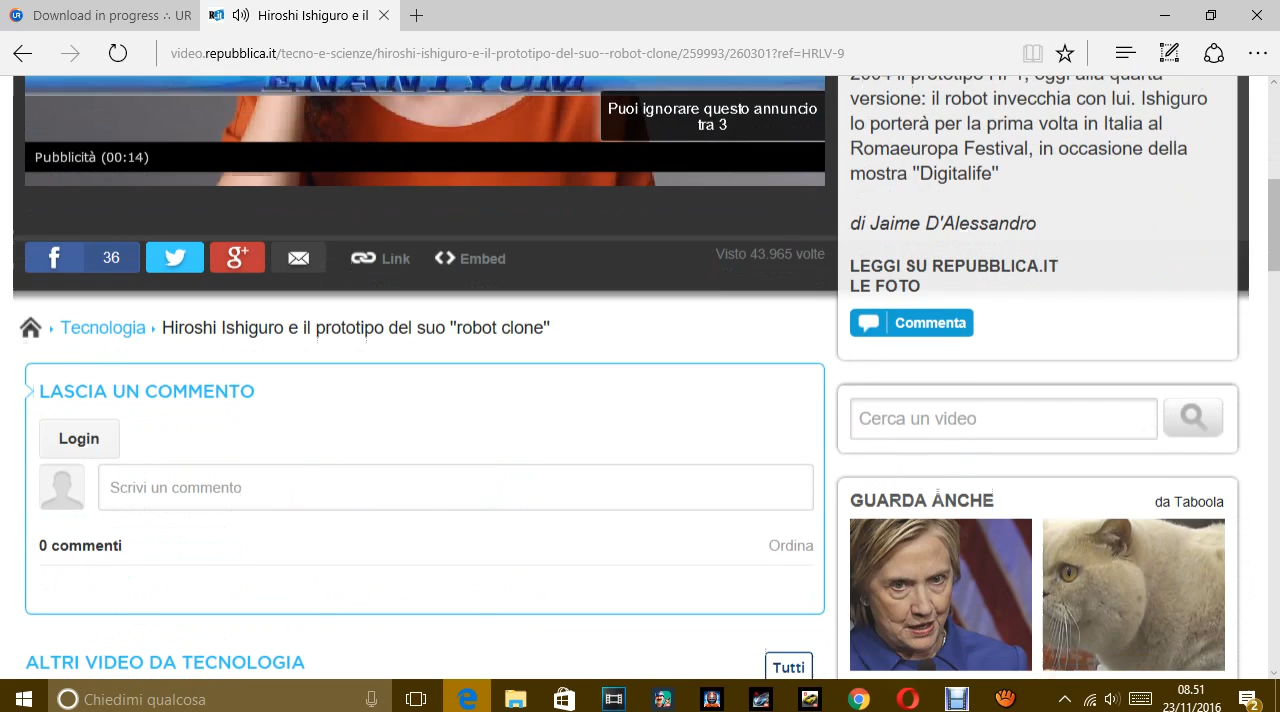 Download in progress ∴ UR
Hiroshi Ishiguro e il
video.repubblica.it/tecno-e-scienze/hiroshi-ishiguro-e-il-prototipo-del-suo--robot-clone/259993/260301?ref=HRLV-9
ENANTYUM
Puoi ignorare questo annuncio
tra 3
Pubblicità (00:14)
versione: il robot invecchia con lui. Ishiguro
lo porterà per la prima volta in Italia al
Romaeuropa Festival, in occasione della
mostra "Digitalife"
di Jaime D'Alessandro
LEGGI SU REPUBBLICA.IT
LE FOTO
Commenta
f 36
g+
Link
Embed
Visto 43.965 volte
Tecnologia
Hiroshi Ishiguro e il prototipo del suo "robot clone"
LASCIA UN COMMENTO
Login
Scrivi un commento
0 commenti
Ordina
Cerca un video
GUARDA ANCHE
da Taboola
ALTRI VIDEO DA TECNOLOGIA
Tutti
Chiedimi qualcosa
08.51
23/11/2016
2